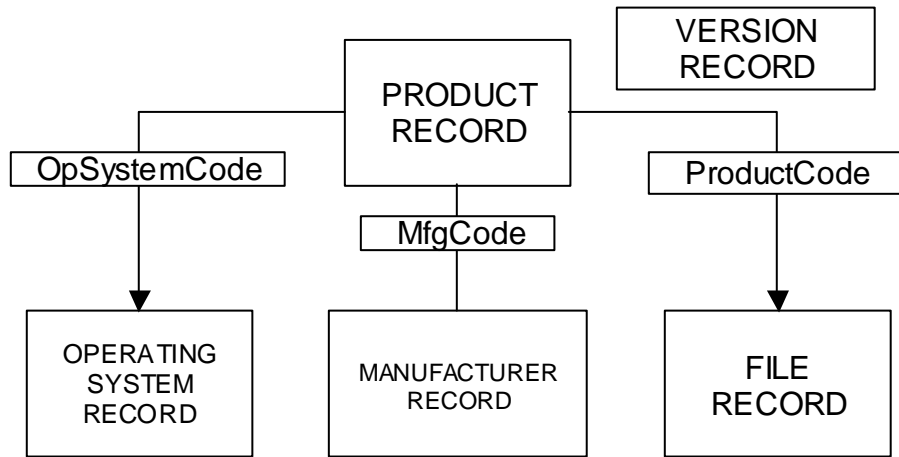 VERSION
RECORD
PRODUCT
RECORD
OpSystemCode
MfgCode
ProductCode
OPERATING
SYSTEM
RECORD
MANUFACTURER
RECORD
FILE
RECORD